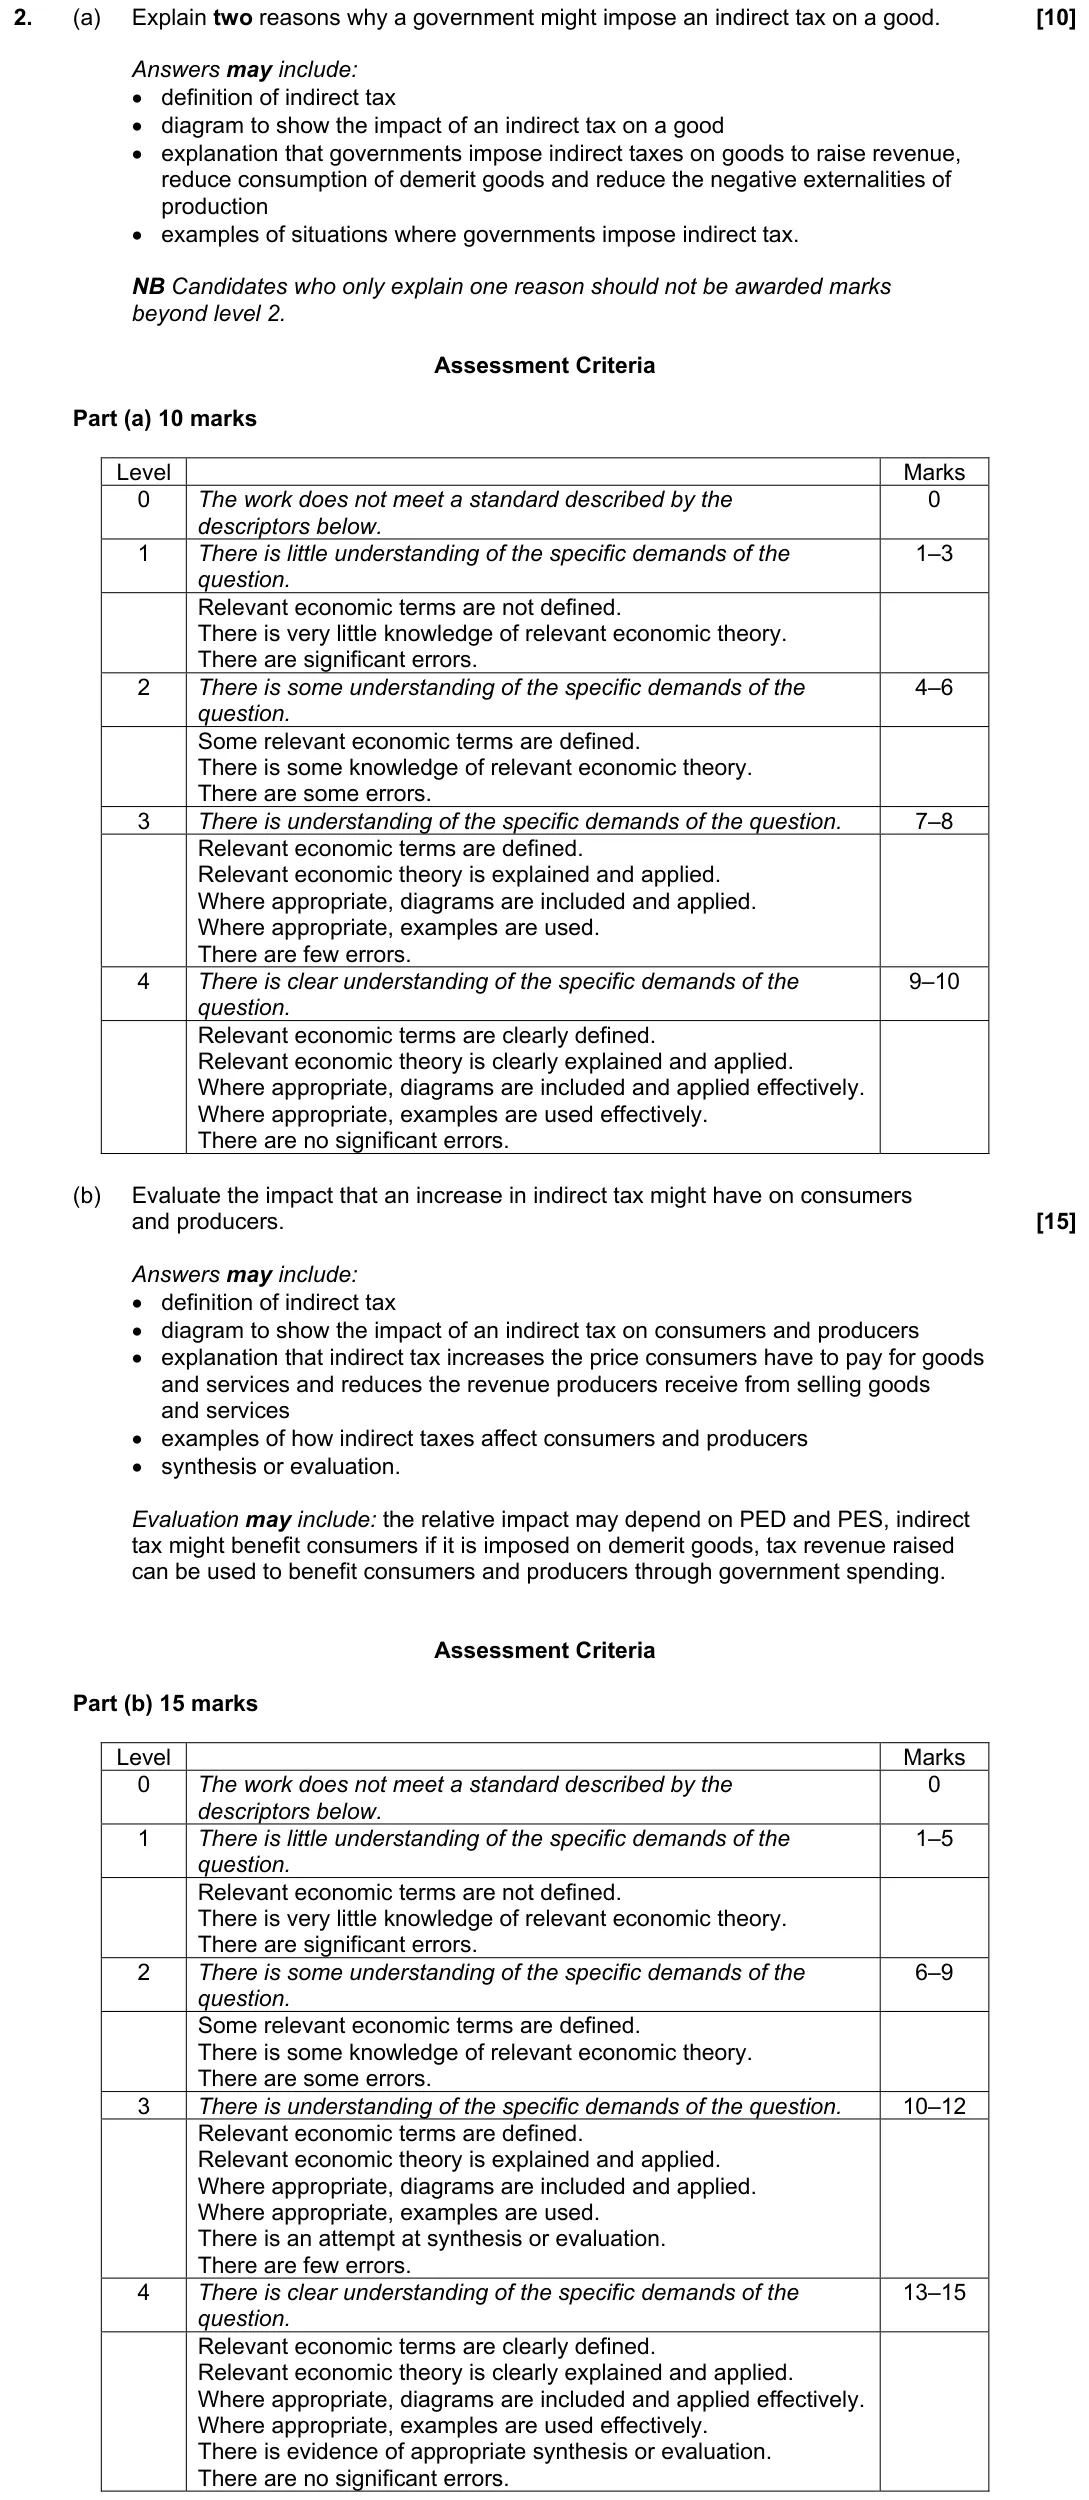 2. (a) Explain two reasons why a government might impose an indirect tax on a good. [10]
Answers may include:
• definition of indirect tax
• diagram to show the impact of an indirect tax on a good
• explanation that governments impose indirect taxes on goods to raise revenue,
reduce consumption of demerit goods and reduce the negative externalities of
production
• examples of situations where governments impose indirect tax.
NB Candidates who only explain one reason should not be awarded marks
beyond level 2.
Assessment Criteria
Part (a) 10 marks
Level Marks
0 The work does not meet a standard described by the 0
descriptors below.
1 There is little understanding of the specific demands of the 1–3
question.
Relevant economic terms are not defined.
There is very little knowledge of relevant economic theory.
There are significant errors.
2 There is some understanding of the specific demands of the 4–6
question.
Some relevant economic terms are defined.
There is some knowledge of relevant economic theory.
There are some errors.
3 There is understanding of the specific demands of the question. 7–8
Relevant economic terms are defined.
Relevant economic theory is explained and applied.
Where appropriate, diagrams are included and applied.
Where appropriate, examples are used.
There are few errors.
4 There is clear understanding of the specific demands of the 9–10
question.
Relevant economic terms are clearly defined.
Relevant economic theory is clearly explained and applied.
Where appropriate, diagrams are included and applied effectively.
Where appropriate, examples are used effectively.
There are no significant errors.
(b) Evaluate the impact that an increase in indirect tax might have on consumers
and producers. [15]
Answers may include:
• definition of indirect tax
• diagram to show the impact of an indirect tax on consumers and producers
• explanation that indirect tax increases the price consumers have to pay for goods
and services and reduces the revenue producers receive from selling goods
and services
• examples of how indirect taxes affect consumers and producers
• synthesis or evaluation.
Evaluation may include: the relative impact may depend on PED and PES, indirect
tax might benefit consumers if it is imposed on demerit goods, tax revenue raised
can be used to benefit consumers and producers through government spending.
Assessment Criteria
Part (b) 15 marks
Level Marks
0 The work does not meet a standard described by the 0
descriptors below.
1 There is little understanding of the specific demands of the 1–5
question.
Relevant economic terms are not defined.
There is very little knowledge of relevant economic theory.
There are significant errors.
2 There is some understanding of the specific demands of the 6–9
question.
Some relevant economic terms are defined.
There is some knowledge of relevant economic theory.
There are some errors.
3 There is understanding of the specific demands of the question. 10–12
Relevant economic terms are defined.
Relevant economic theory is explained and applied.
Where appropriate, diagrams are included and applied.
Where appropriate, examples are used.
There is an attempt at synthesis or evaluation.
There are few errors.
4 There is clear understanding of the specific demands of the 13–15
question.
Relevant economic terms are clearly defined.
Relevant economic theory is clearly explained and applied.
Where appropriate, diagrams are included and applied effectively.
Where appropriate, examples are used effectively.
There is evidence of appropriate synthesis or evaluation.
There are no significant errors.